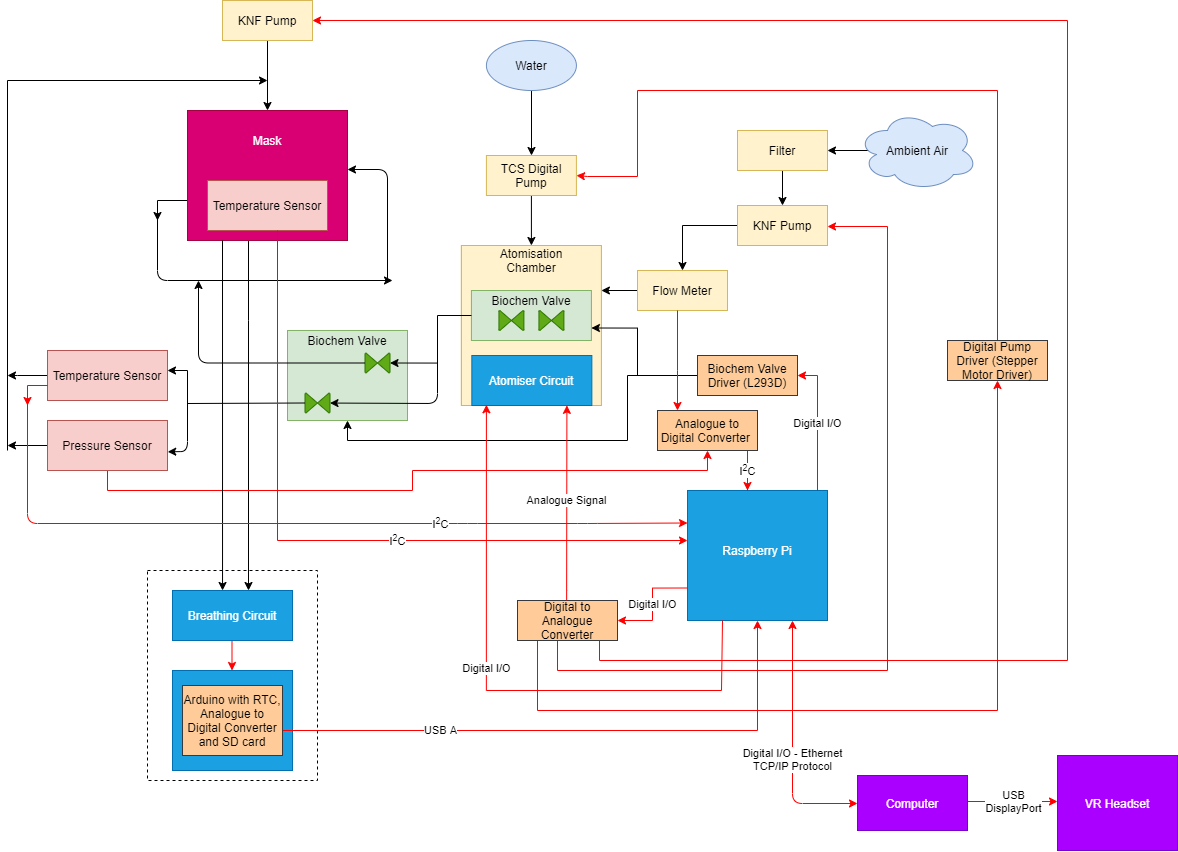 KNF Pump
Water
Mask
Temperature Sensor
TCS Digital
Pump
Filter
Ambient Air
KNF Pump
Atomisation
Chamber
Biochem Valve
Flow Meter
Biochem Valve
Temperature Sensor
Pressure Sensor
Atomiser Circuit
Biochem Valve
Driver (L293D)
Digital Pump
Driver (Stepper
Motor Driver)
Analogue to
Digital Converter
Digital I/O
I²C
Analogue Signal
I²C
I²C
Raspberry Pi
Digital I/O
Digital to
Analogue
Converter
Breathing Circuit
Digital I/O
Arduino with RTC,
Analogue to
Digital Converter
and SD card
USB A
Digital I/O - Ethernet
TCP/IP Protocol
Computer
USB
DisplayPort
VR Headset